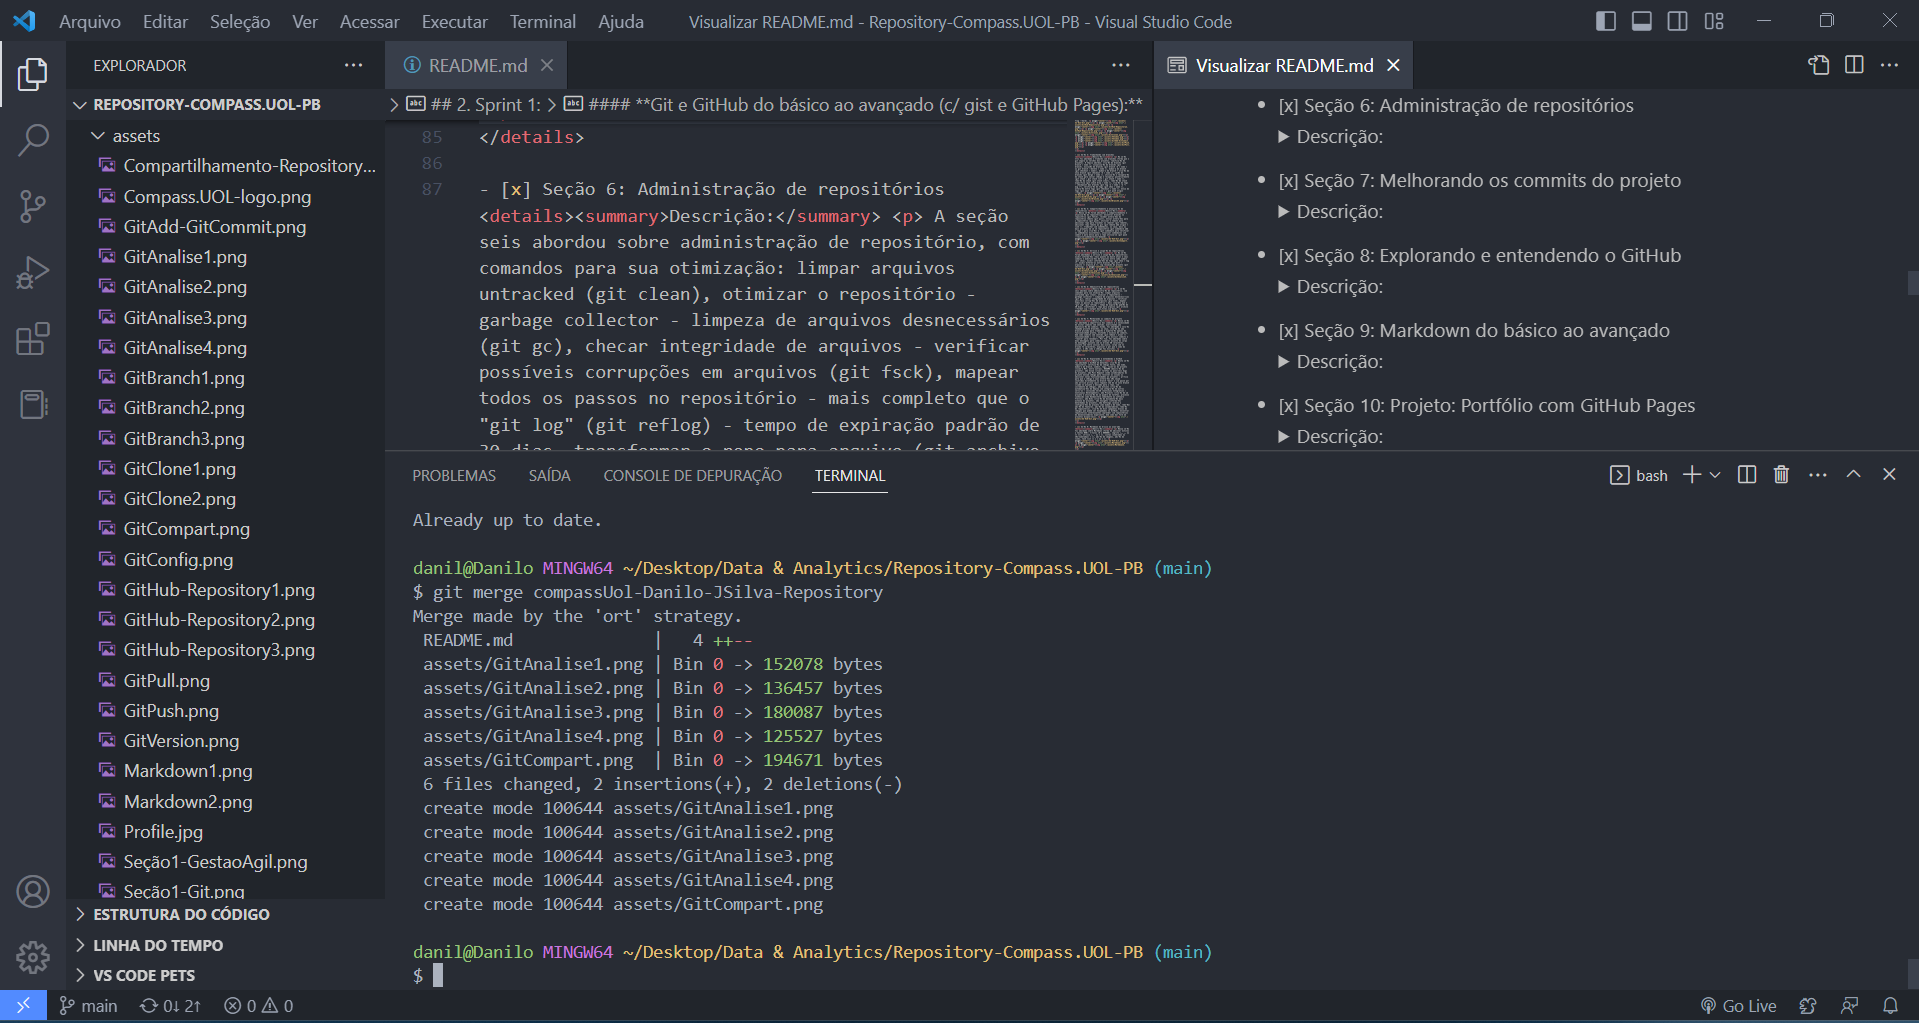 Arquivo Editar Seleção Ver Acessar Executar Terminal Ajuda Visualizar README.md - Repository-Compass.UOL-PB - Visual Studio Code
EXPLORADOR
REPOSITORY-COMPASS.UOL-PB
assets
Compartilhamento-Repository...
Compass.UOL-logo.png
GitAdd-GitCommit.png
GitAnalise1.png
GitAnalise2.png
GitAnalise3.png
GitAnalise4.png
GitBranch1.png
GitBranch2.png
GitBranch3.png
GitClone1.png
GitClone2.png
GitCompart.png
GitConfig.png
GitHub-Repository1.png
GitHub-Repository2.png
GitHub-Repository3.png
GitPull.png
GitPush.png
GitVersion.png
Markdown1.png
Markdown2.png
Profile.jpg
Seção1-GestaoAgil.png
Seção1-Git.png
ESTRUTURA DO CÓDIGO
LINHA DO TEMPO
VS CODE PETS
README.md
## 2. Sprint 1: > #### **Git e GitHub do básico ao avançado (c/ gist e GitHub Pages):**
85 </details>
86
87 - [x] Seção 6: Administração de repositórios
<details><summary>Descrição:</summary> <p> A seção
seis abordou sobre administração de repositório, com
comandos para sua otimização: limpar arquivos
untracked (git clean), otimizar o repositório -
garbage collector - limpeza de arquivos desnecessários
(git gc), checar integridade de arquivos - verificar
possíveis corrupções em arquivos (git fsck), mapear
todos os passos no repositório - mais completo que o
"git log" (git reflog) - tempo de expiração padrão de
30 dias, transformar o repo para arquivo (git archive
Visualizar README.md
• [x] Seção 6: Administração de repositórios
▶ Descrição:
• [x] Seção 7: Melhorando os commits do projeto
▶ Descrição:
• [x] Seção 8: Explorando e entendendo o GitHub
▶ Descrição:
• [x] Seção 9: Markdown do básico ao avançado
▶ Descrição:
• [x] Seção 10: Projeto: Portfólio com GitHub Pages
▶ Descrição:
PROBLEMAS SAÍDA CONSOLE DE DEPURAÇÃO TERMINAL bash
Already up to date.
danil@Danilo MINGW64 ~/Desktop/Data & Analytics/Repository-Compass.UOL-PB (main)
$ git merge compassUol-Danilo-JSilva-Repository
Merge made by the 'ort' strategy.
README.md | 4 ++--
assets/GitAnalise1.png | Bin 0 -> 152078 bytes
assets/GitAnalise2.png | Bin 0 -> 136457 bytes
assets/GitAnalise3.png | Bin 0 -> 180087 bytes
assets/GitAnalise4.png | Bin 0 -> 125527 bytes
assets/GitCompart.png | Bin 0 -> 194671 bytes
6 files changed, 2 insertions(+), 2 deletions(-)
create mode 100644 assets/GitAnalise1.png
create mode 100644 assets/GitAnalise2.png
create mode 100644 assets/GitAnalise3.png
create mode 100644 assets/GitAnalise4.png
create mode 100644 assets/GitCompart.png
danil@Danilo MINGW64 ~/Desktop/Data & Analytics/Repository-Compass.UOL-PB (main)
$
main 0↓ 2↑ 0 0 Go Live